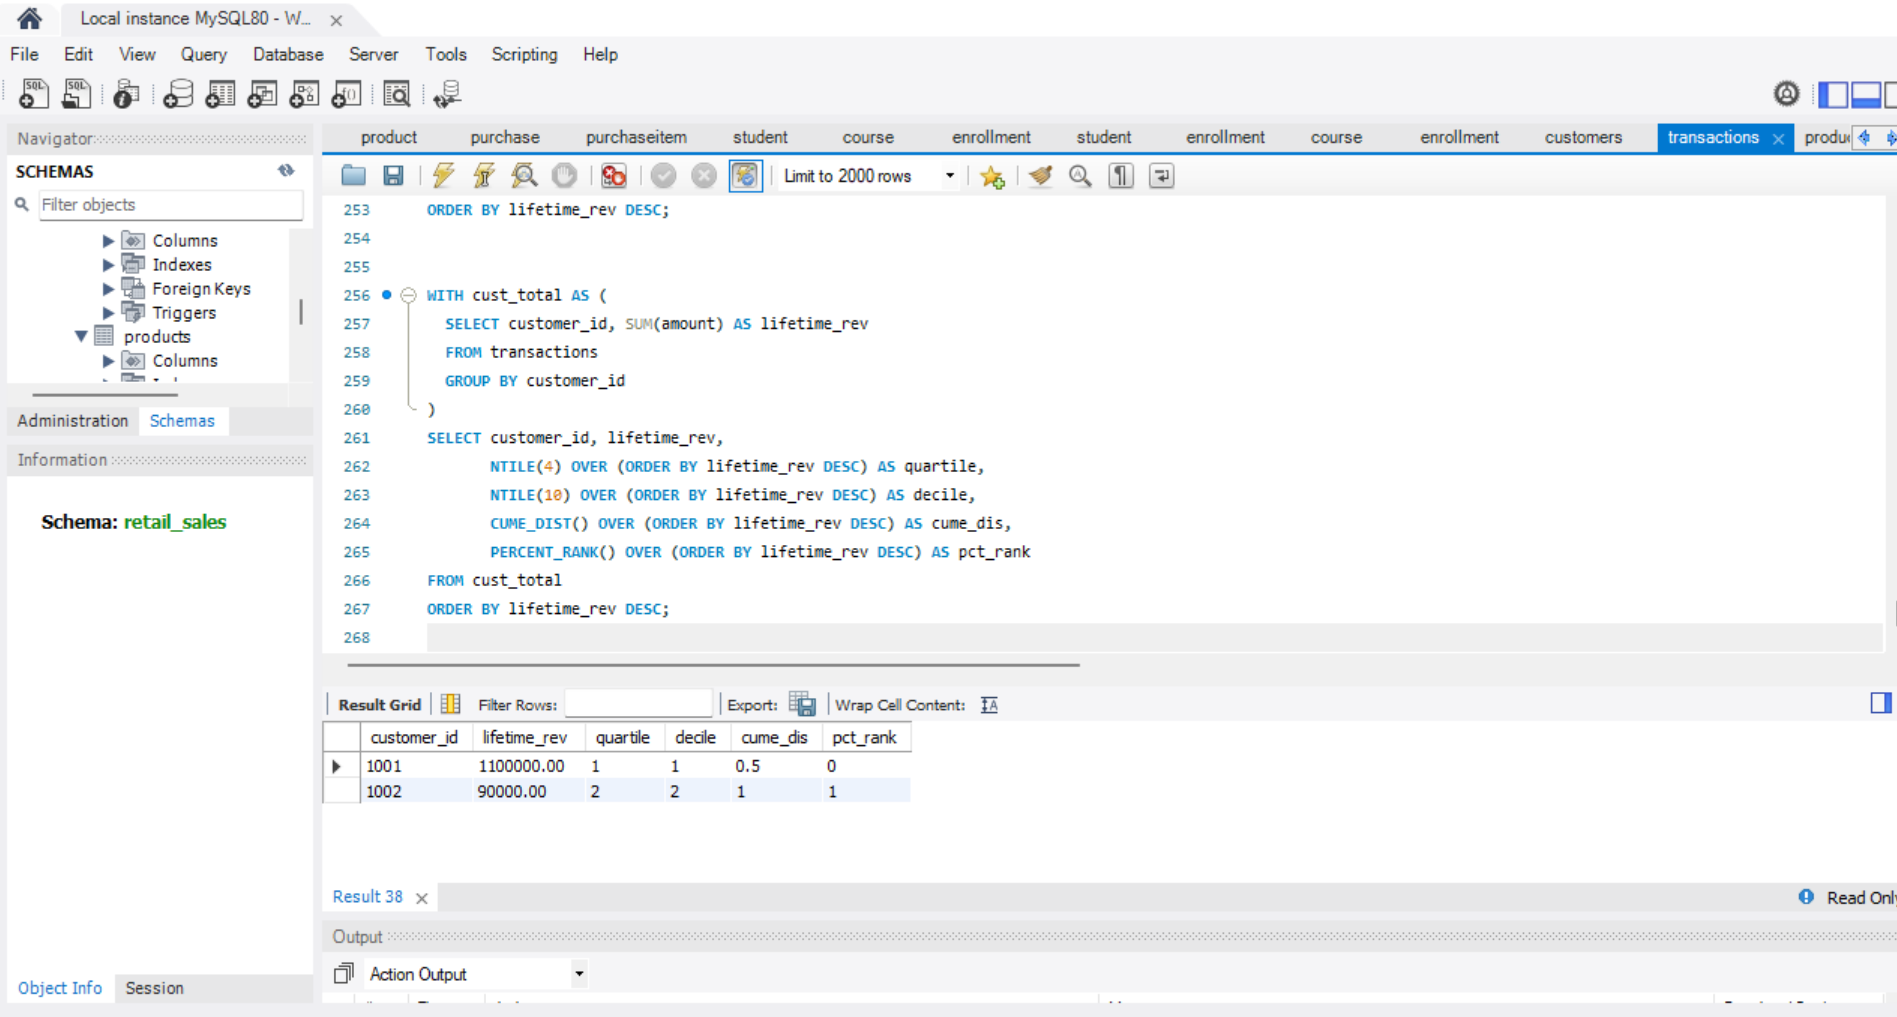 Local instance MySQL80 - W...
File Edit View Query Database Server Tools Scripting Help
Navigator
SCHEMAS
Filter objects
Columns
Indexes
Foreign Keys
Triggers
products
Columns
Administration Schemas
Information
Schema: retail_sales
Object Info Session
product purchase purchaseitem student course enrollment student enrollment course enrollment customers transactions produ
Limit to 2000 rows
253 ORDER BY lifetime_rev DESC;
254
255
256 WITH cust_total AS (
257 SELECT customer_id, SUM(amount) AS lifetime_rev
258 FROM transactions
259 GROUP BY customer_id
260 )
261 SELECT customer_id, lifetime_rev,
262 NTILE(4) OVER (ORDER BY lifetime_rev DESC) AS quartile,
263 NTILE(10) OVER (ORDER BY lifetime_rev DESC) AS decile,
264 CUME_DIST() OVER (ORDER BY lifetime_rev DESC) AS cume_dis,
265 PERCENT_RANK() OVER (ORDER BY lifetime_rev DESC) AS pct_rank
266 FROM cust_total
267 ORDER BY lifetime_rev DESC;
268
Result Grid Filter Rows: Export: Wrap Cell Content:
customer_id lifetime_rev quartile decile cume_dis pct_rank
1001 1100000.00 1 1 0.5 0
1002 90000.00 2 2 1 1
Result 38 Read Only
Output
Action Output